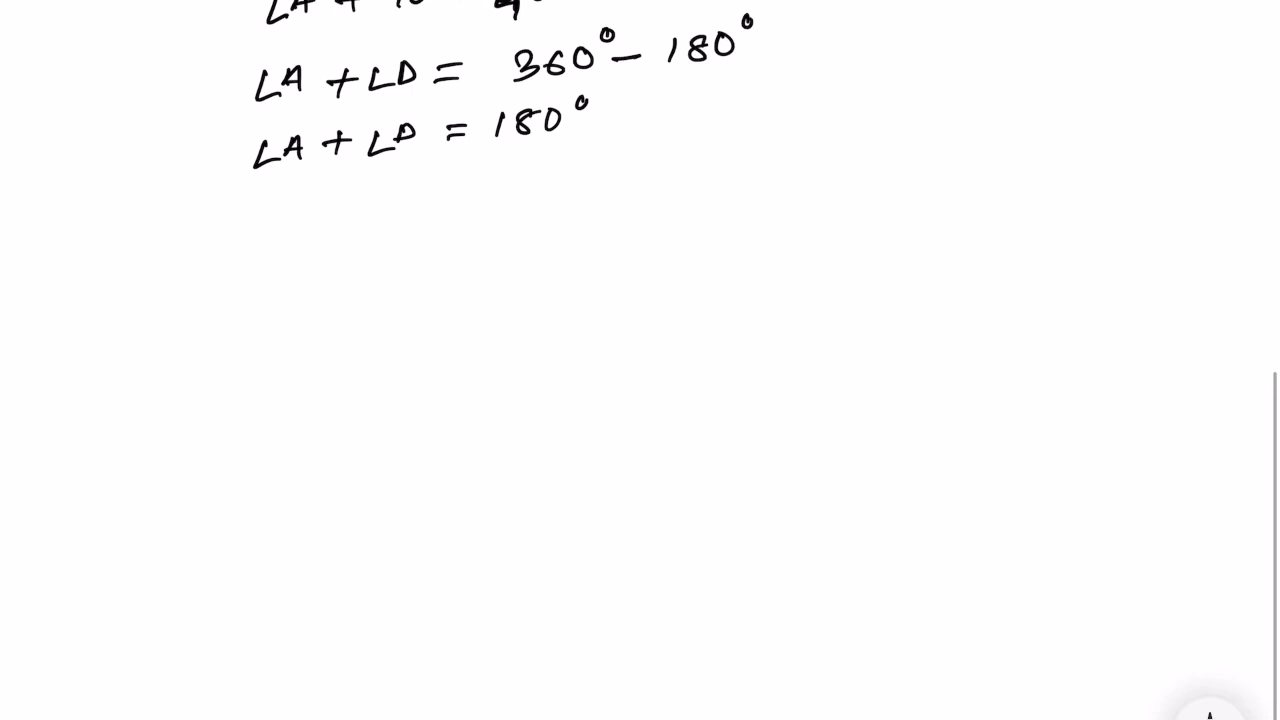 ∠A + ∠D = 360° - 180°
∠A + ∠D = 180°